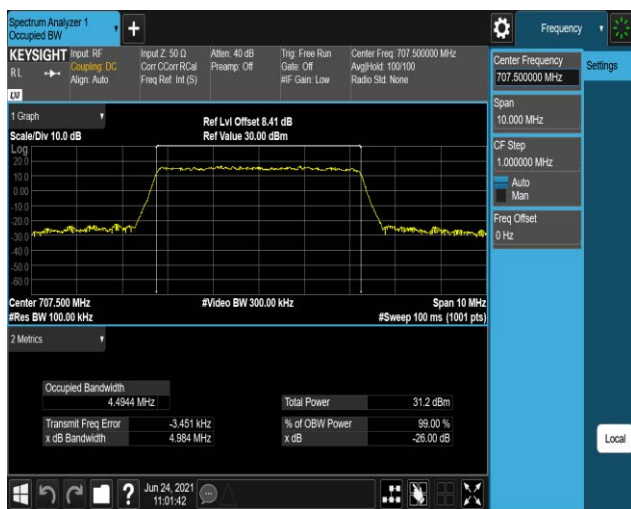 Spectrum Analyzer 1
Occupied BW
Frequency
KEYSIGHT
RL
LXI
Input: RF
Coupling: DC
Align: Auto
Input Z: 50 Ω
Corr CCorr RCal
Freq Ref: Int (S)
Atten: 40 dB
Preamp: Off
Trig: Free Run
Gate: Off
#IF Gain: Low
Center Freq: 707.500000 MHz
Avg|Hold: 100/100
Radio Std: None
Center Frequency
707.500000 MHz
Settings
Span
10.000 MHz
CF Step
1.000000 MHz
Auto
Man
Freq Offset
0 Hz
1 Graph
Scale/Div 10.0 dB
Ref Lvl Offset 8.41 dB
Ref Value 30.00 dBm
Log
20.0
10.0
0.00
-10.0
-20.0
-30.0
-40.0
-50.0
-60.0
Center 707.500 MHz
#Video BW 300.00 kHz
Span 10 MHz
#Res BW 100.00 kHz
#Sweep 100 ms (1001 pts)
2 Metrics
Occupied Bandwidth
4.4944 MHz
Total Power 31.2 dBm
Transmit Freq Error -3.451 kHz
% of OBW Power 99.00 %
x dB Bandwidth 4.984 MHz
x dB -26.00 dB
Local
?
Jun 24, 2021
11:01:42